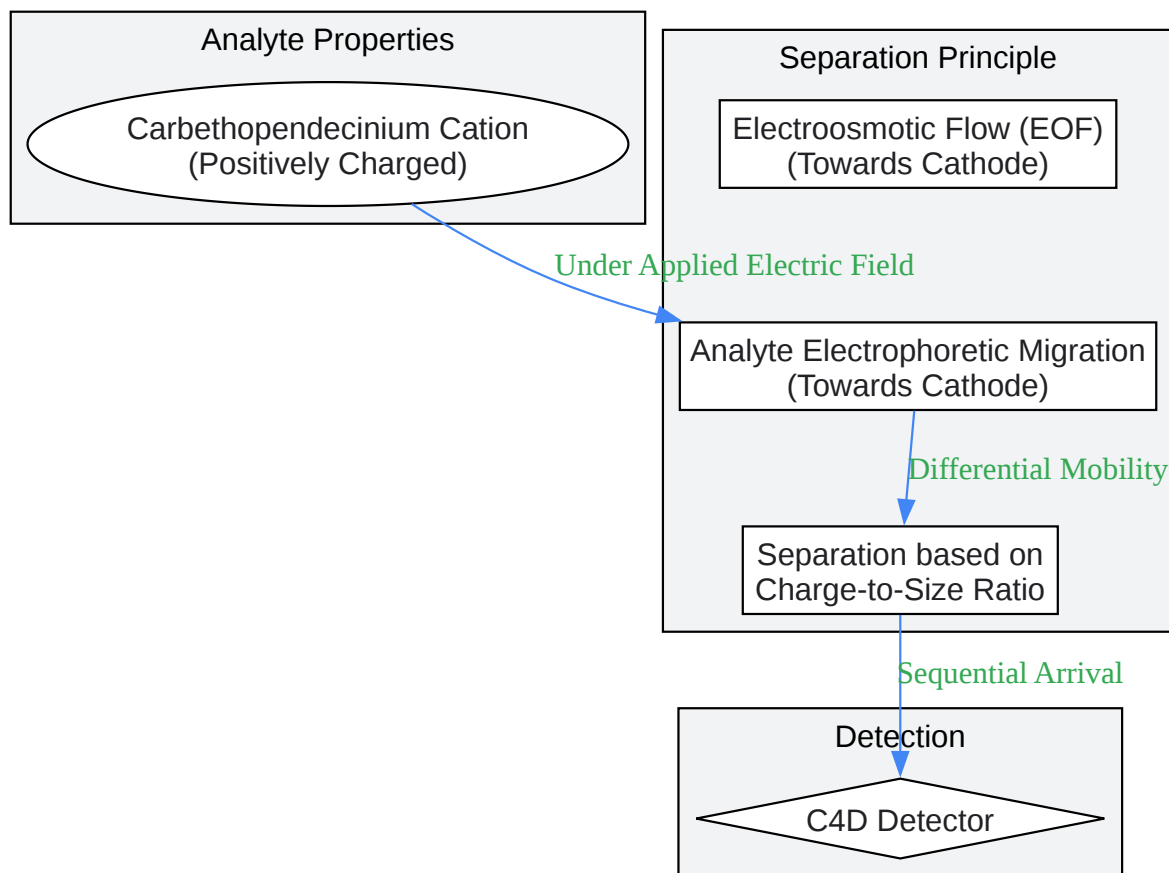 Analyte Properties
Carbethopendecinium Cation
(Positively Charged)
Separation Principle
Electroosmotic Flow (EOF)
(Towards Cathode)
Under Applied Electric Field
Analyte Electrophoretic Migration
(Towards Cathode)
Differential Mobility
Separation based on
Charge-to-Size Ratio
Sequential Arrival
Detection
C4D Detector